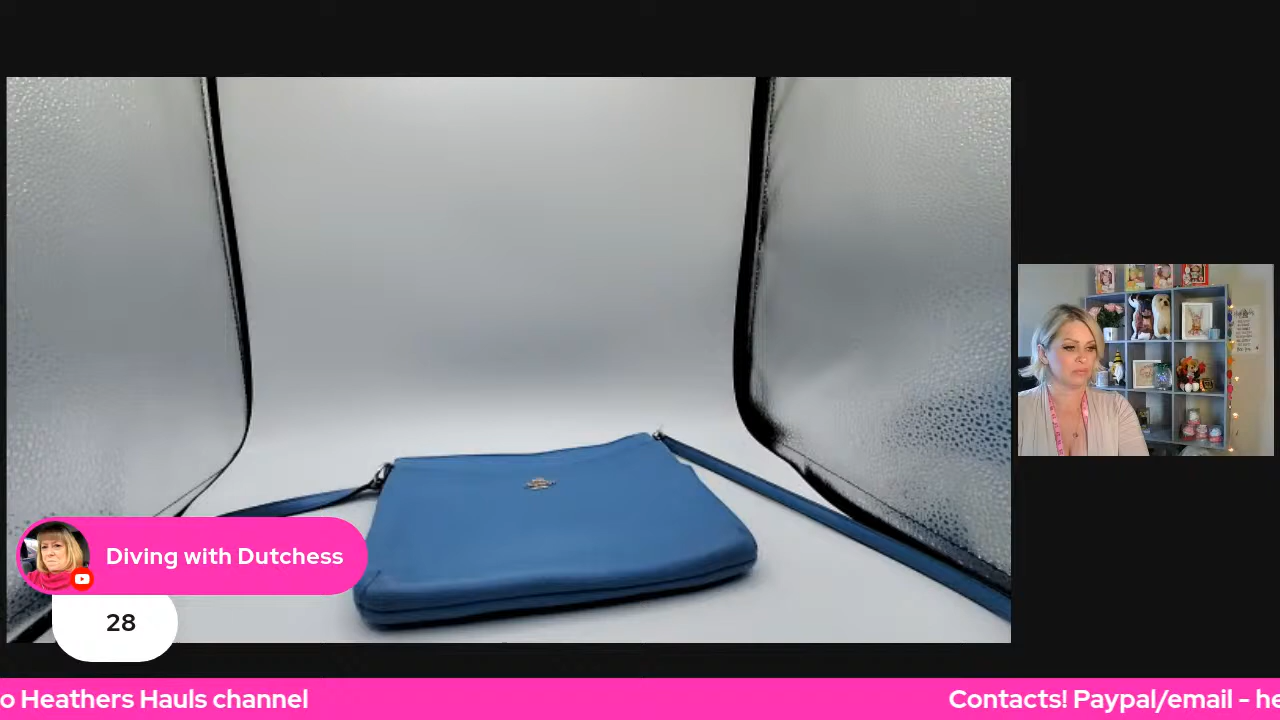 Diving with Dutchess
28
o Heathers Hauls channel
Contacts! Paypal/email - he